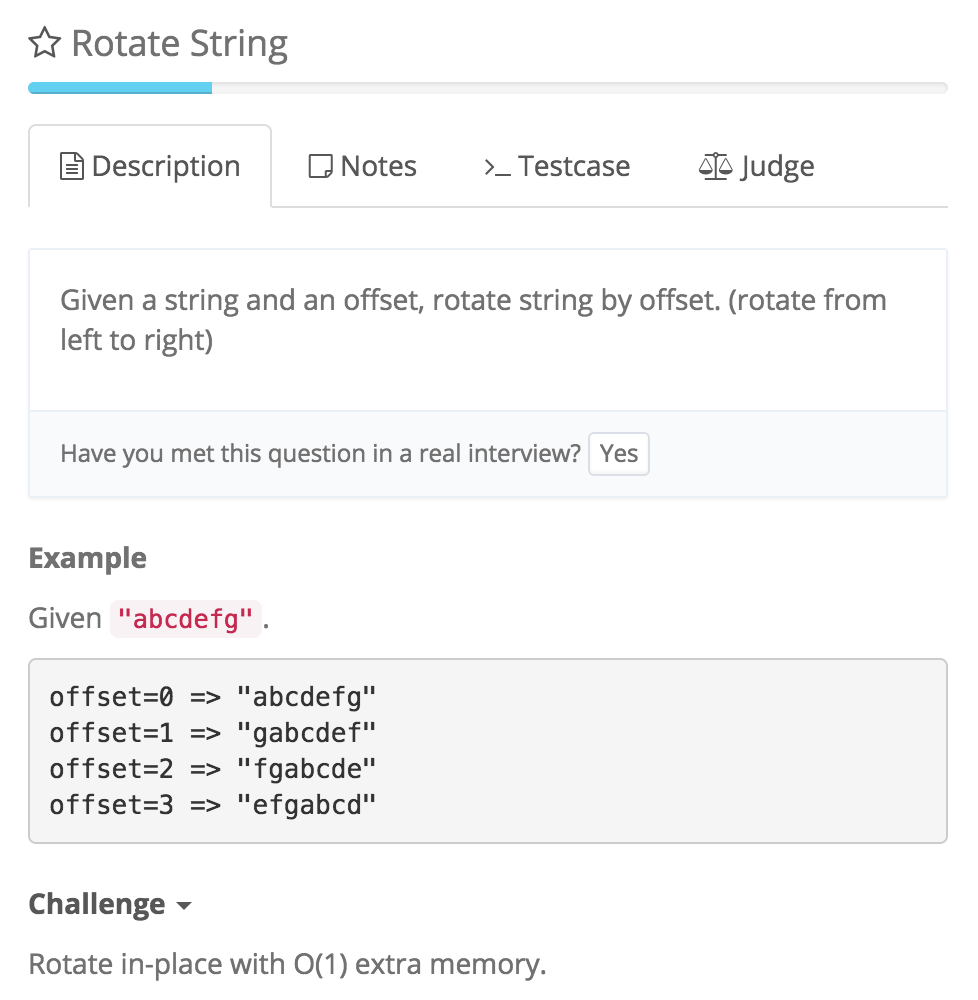 Rotate String
Description
Notes
Testcase
Judge
Given a string and an offset, rotate string by offset. (rotate from
left to right)
Have you met this question in a real interview? Yes
Example
Given "abcdefg".
offset=0 => "abcdefg"
offset=1 => "gabcdef"
offset=2 => "fgabcde"
offset=3 => "efgabcd"
Challenge
Rotate in-place with O(1) extra memory.